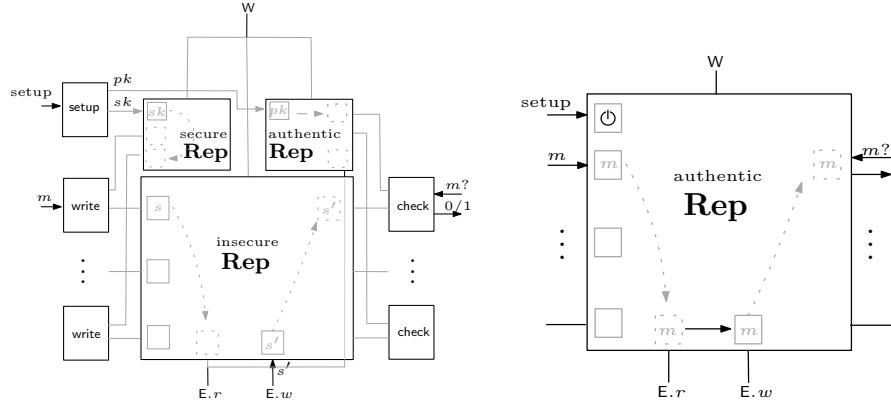 W
pk
setup
setup
sk
sk
pk
secure
Rep
authentic
Rep
m
write
s
s′
check
m?
0/1
insecure
Rep
write
s′
check
s′
E.r
E.w
W
setup
m
m
authentic
Rep
m
m?
m
m
E.r
E.w